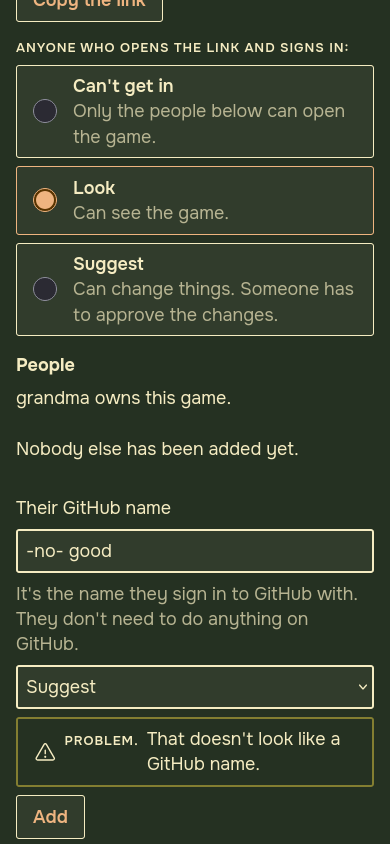 Copy the link
ANYONE WHO OPENS THE LINK AND SIGNS IN:
Can't get in
Only the people below can open
the game.
Look
Can see the game.
Suggest
Can change things. Someone has
to approve the changes.
People
grandma owns this game.
Nobody else has been added yet.
Their GitHub name
-no- good
It's the name they sign in to GitHub with.
They don't need to do anything on
GitHub.
Suggest
PROBLEM. That doesn't look like a
GitHub name.
Add